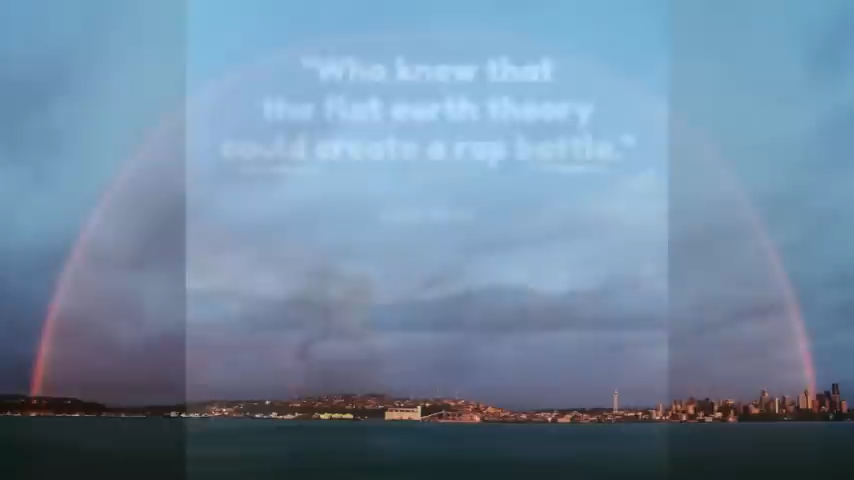 "Who knew that
the flat earth theory
could create a rap battle."